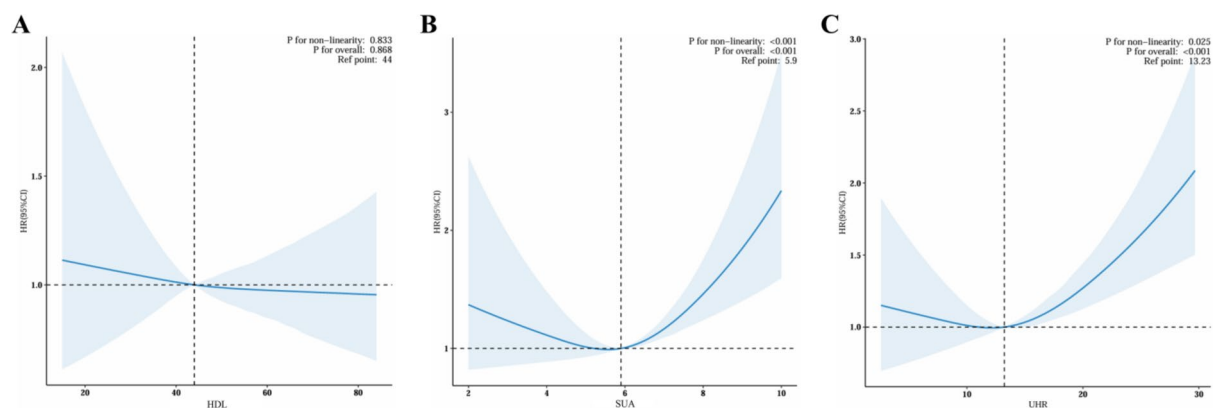 A
P for non-linearity: 0.833
P for overall: 0.868
Ref point: 44
2.0
1.5
1.0
HR(95%CI)
20
40
60
80
HDL
B
P for non-linearity: <0.001
P for overall: <0.001
Ref point: 5.9
3
2
1
HR(95%CI)
2
4
6
8
10
SUA
C
P for non-linearity: 0.025
P for overall: <0.001
Ref point: 13.23
3.0
2.5
2.0
1.5
1.0
HR(95%CI)
10
20
30
UHR